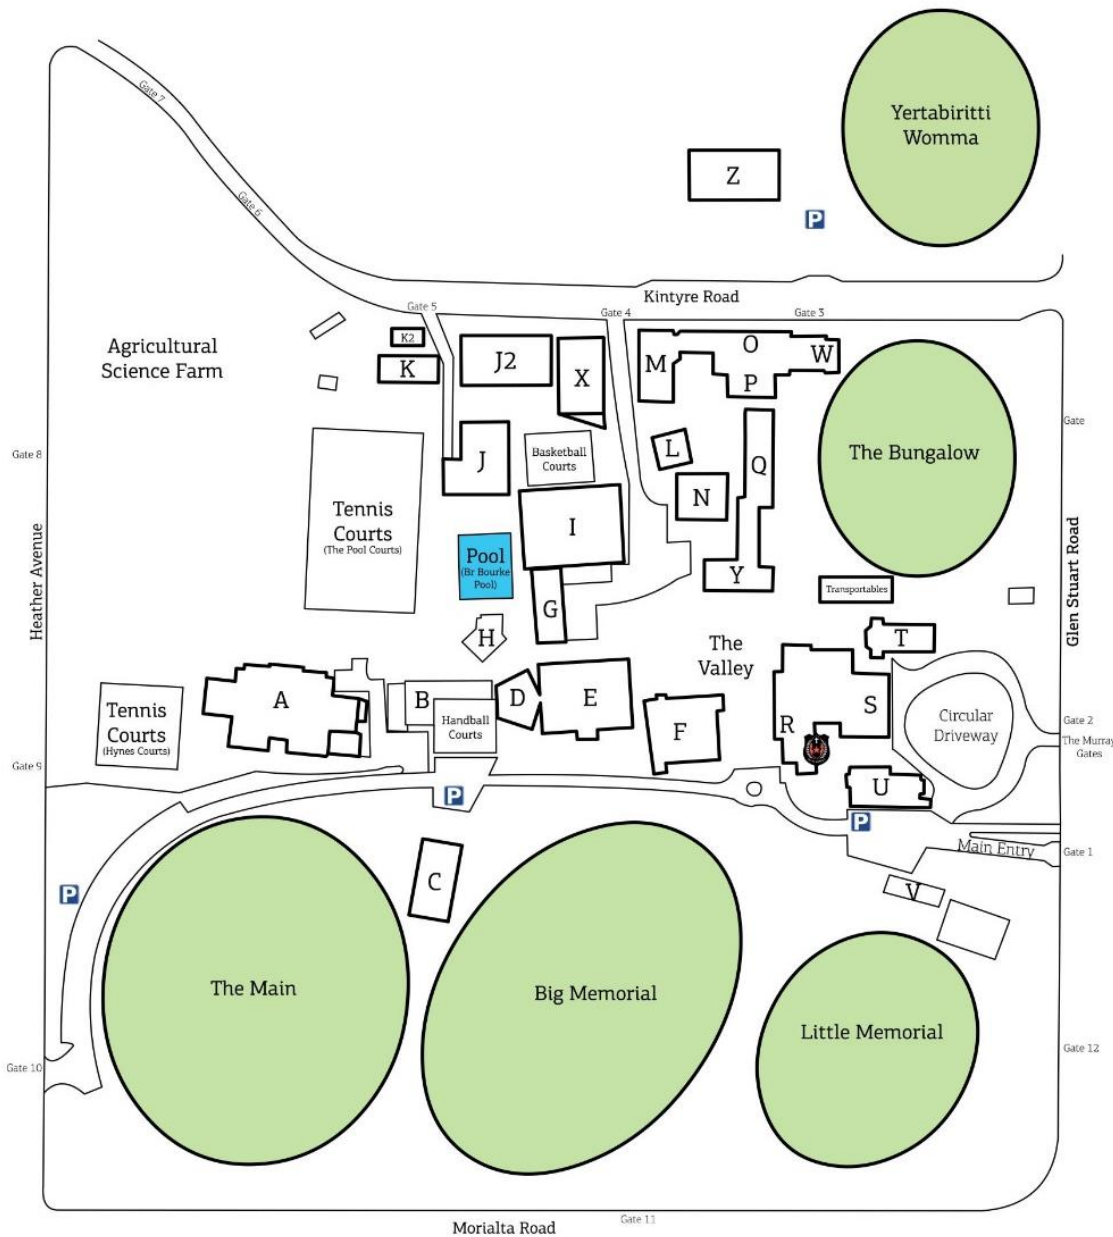 Yertabiritti
Womma
Gate 7
Z
P
Gate 6
Kintyre Road
Gate 5
Gate 4
Gate 3
Agricultural
Science Farm
K2
K
J2
X
M
O
W
P
Gate
Gate 8
J
Basketball
Courts
L
Q
The Bungalow
N
Tennis
Courts
(The Pool Courts)
I
Pool
(Br Bourke
Pool)
Heather Avenue
Glen Stuart Road
Y
Transportables
G
H
T
The
Valley
A
B
D
E
F
R
S
Handball
Courts
Tennis
Courts
(Hynes Courts)
Circular
Driveway
Gate 2
The Murray
Gates
Gate 9
P
U
P
Main Entry
Gate 1
C
V
P
The Main
Big Memorial
Little Memorial
Gate 12
Gate 10
Gate 11
Morialta Road